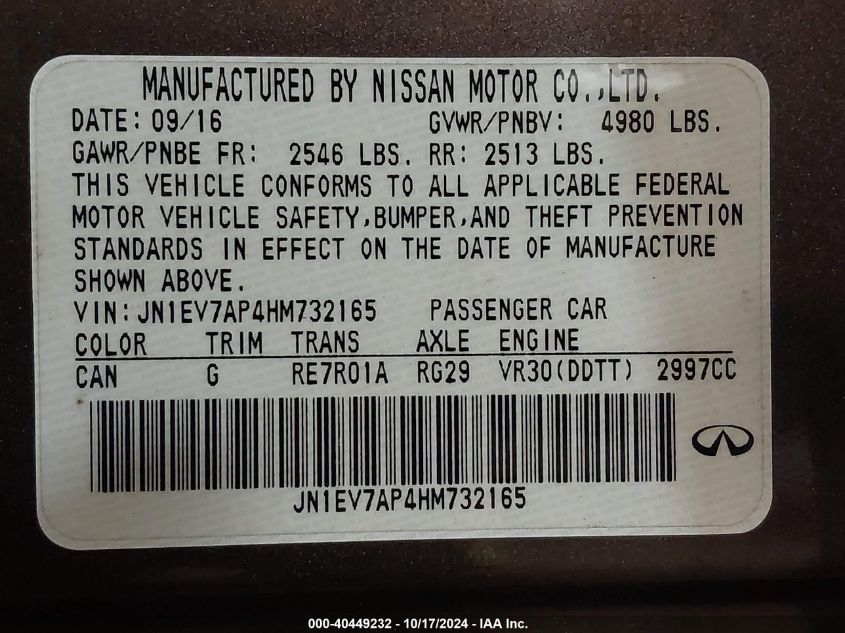 MANUFACTURED BY NISSAN MOTOR CO.,LTD.
DATE: 09/16 GVWR/PNBV: 4980 LBS.
GAWR/PNBE FR: 2546 LBS. RR: 2513 LBS.
THIS VEHICLE CONFORMS TO ALL APPLICABLE FEDERAL
MOTOR VEHICLE SAFETY,BUMPER,AND THEFT PREVENTION
STANDARDS IN EFFECT ON THE DATE OF MANUFACTURE
SHOWN ABOVE.
VIN: JN1EV7AP4HM732165 PASSENGER CAR
COLOR TRIM TRANS AXLE ENGINE
CAN G RE7R01A RG29 VR30(DDTT) 2997CC
JN1EV7AP4HM732165
000-40449232 - 10/17/2024 - IAA Inc.